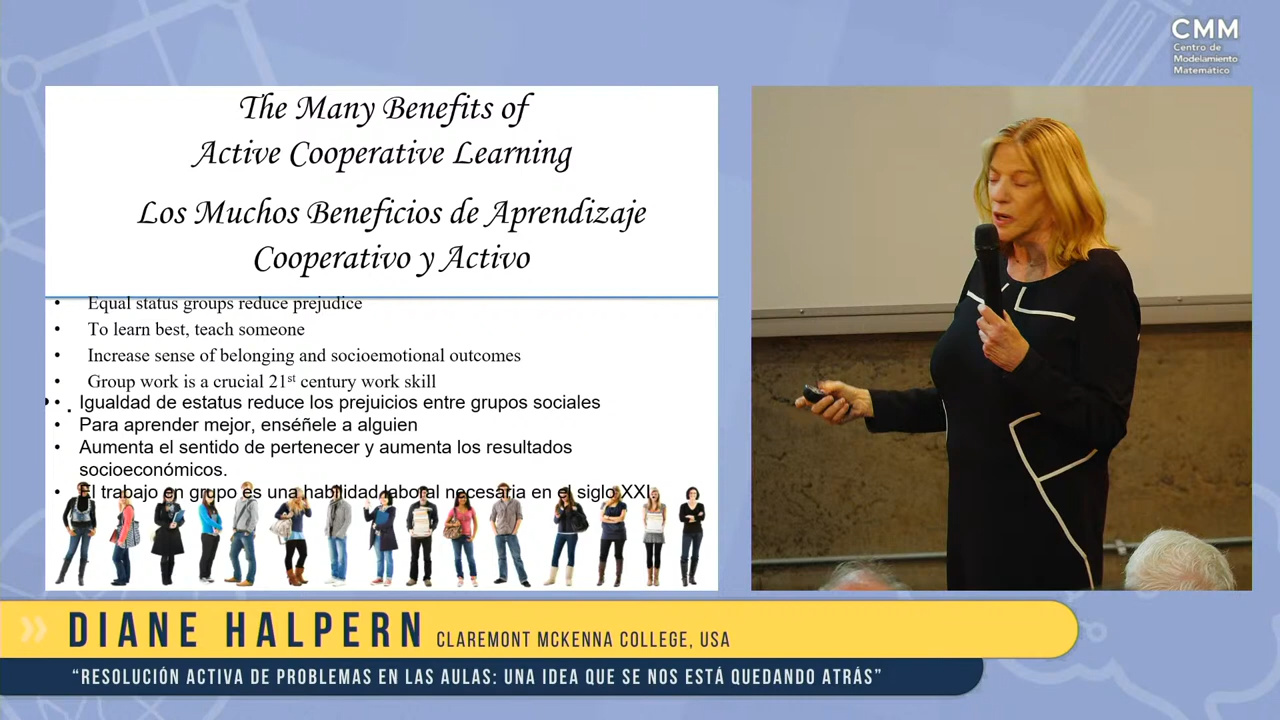 CMM
Centro de
Modelamiento
Matematico
The Many Benefits of
Active Cooperative Learning
Los Muchos Beneficios de Aprendizaje
Cooperativo y Activo
• Equal status groups reduce prejudice
• To learn best, teach someone
• Increase sense of belonging and socioemotional outcomes
• Group work is a crucial 21st century work skill
• Igualdad de estatus reduce los prejuicios entre grupos sociales
• Para aprender mejor, enséñele a alguien
• Aumenta el sentido de pertenecer y aumenta los resultados
socioeconómicos.
• El trabajo en grupo es una habilidad laboral necesaria en el siglo XXI
DIANE HALPERN CLAREMONT MCKENNA COLLEGE, USA
“RESOLUCIÓN ACTIVA DE PROBLEMAS EN LAS AULAS: UNA IDEA QUE SE NOS ESTÁ QUEDANDO ATRÁS”